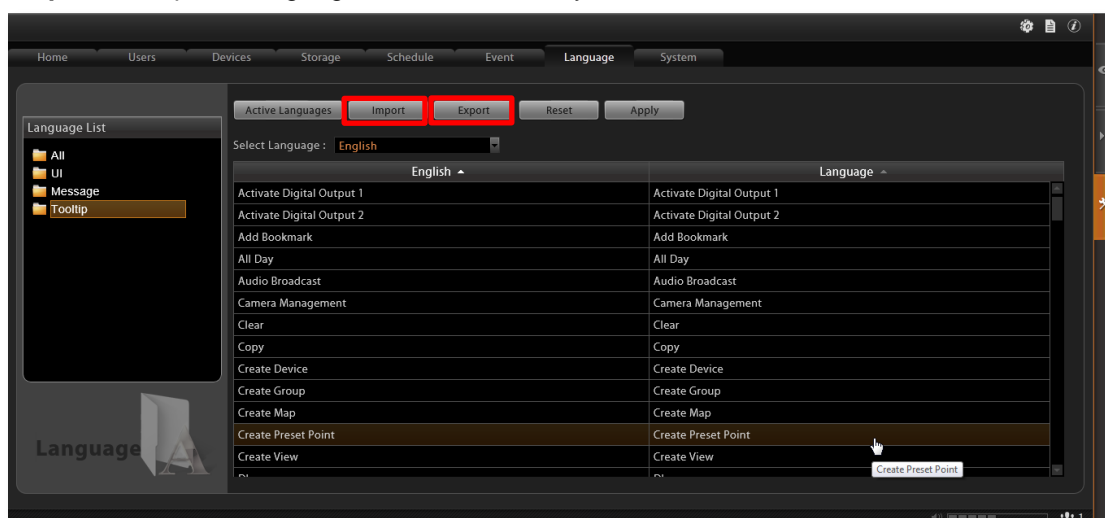 Home Users Devices Storage Schedule Event Language System
Active Languages Import Export Reset Apply
Language List
Select Language : English
All
UI
Message
Tooltip
English Language
Activate Digital Output 1 Activate Digital Output 1
Activate Digital Output 2 Activate Digital Output 2
Add Bookmark Add Bookmark
All Day All Day
Audio Broadcast Audio Broadcast
Camera Management Camera Management
Clear Clear
Copy Copy
Create Device Create Device
Create Group Create Group
Create Map Create Map
Create Preset Point Create Preset Point
Create View Create View
Create Preset Point
Language
1